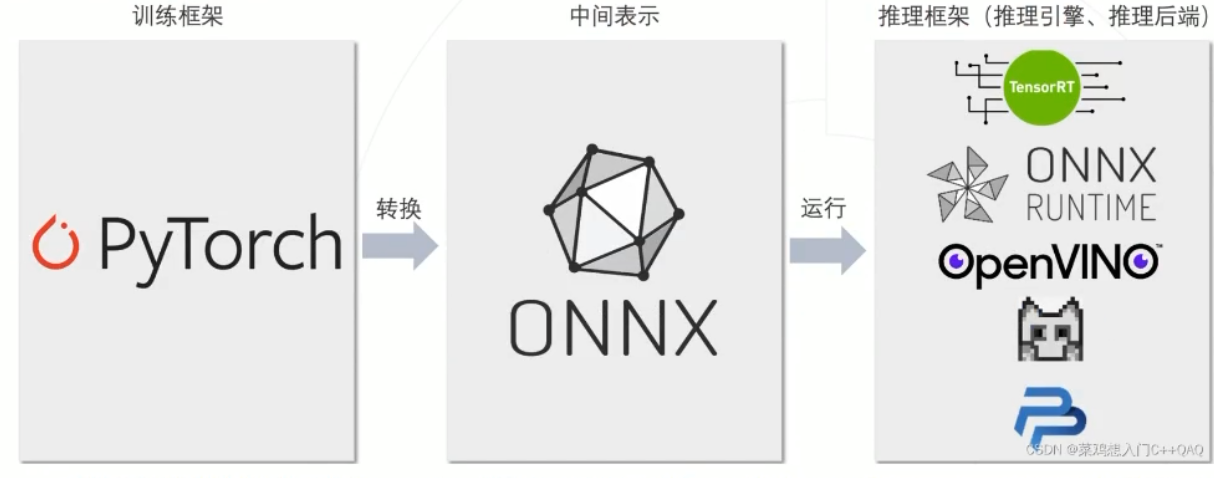 训练框架
中间表示
推理框架（推理引擎、推理后端）
PyTorch
转换
ONNX
运行
TensorRT
ONNX
RUNTIME
OpenVINO™
CSDN @菜鸡想入门C++QAQ